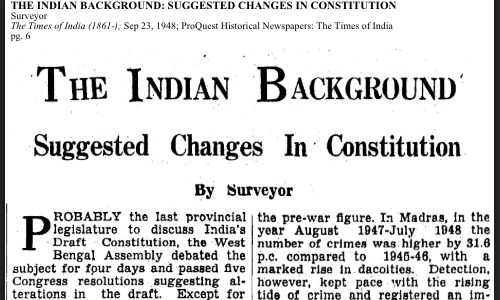 THE INDIAN BACKGROUND: SUGGESTED CHANGES IN CONSTITUTION
Surveyor
The Times of India (1861-); Sep 23, 1948; ProQuest Historical Newspapers: The Times of India
pg. 6
THE INDIAN BACKGROUND
Suggested Changes In Constitution
By Surveyor
PROBABLY the last provincial
legislature to discuss India's
Draft Constitution, the West
Bengal Assembly debated the
subject for four days and passed five
Congress resolutions suggesting al-
terations in the draft. Except for
the pre-war figure. In Madras, in the
year August 1947-July 1948 the
number of crimes was higher by 31.6
p.c. compared to 1945-46, with a
marked rise in dacoities. Detection,
however, kept pace with the rising
tide of crime and registered an im-